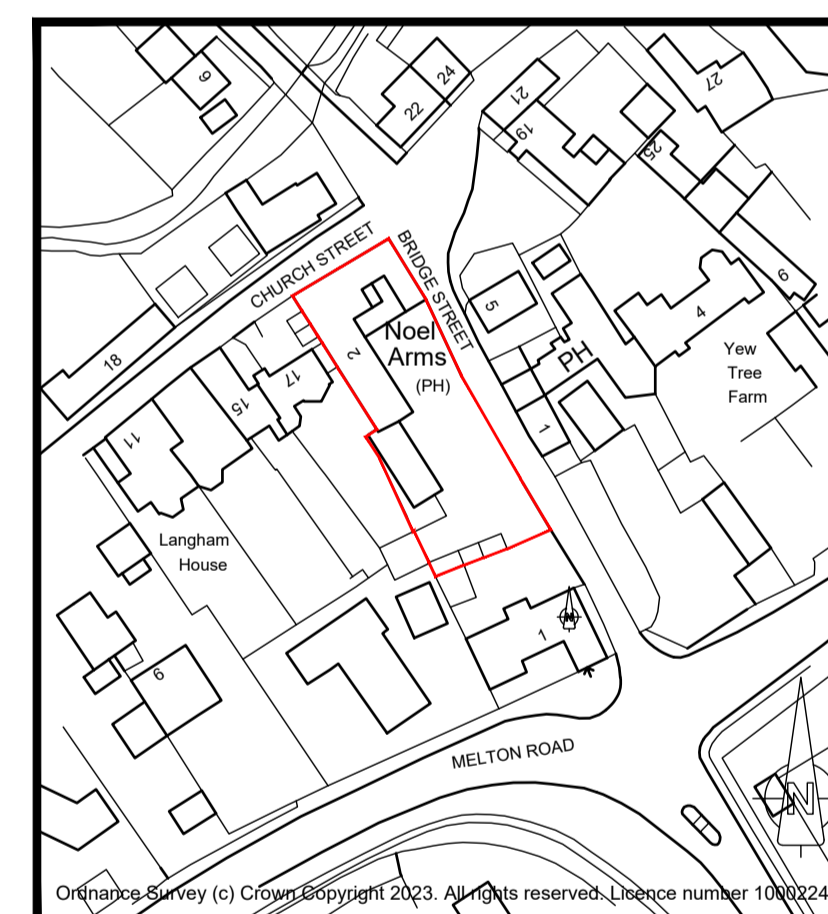 9
24
22
21
19
27
25
CHURCH STREET
BRIDGE STREET
5
6
4
2
Noel
Arms
(PH)
PH
Yew
Tree
Farm
18
17
15
11
1
Langham
House
1
N
6
MELTON ROAD
N
Ordnance Survey (c) Crown Copyright 2023. All rights reserved. Licence number 1000224